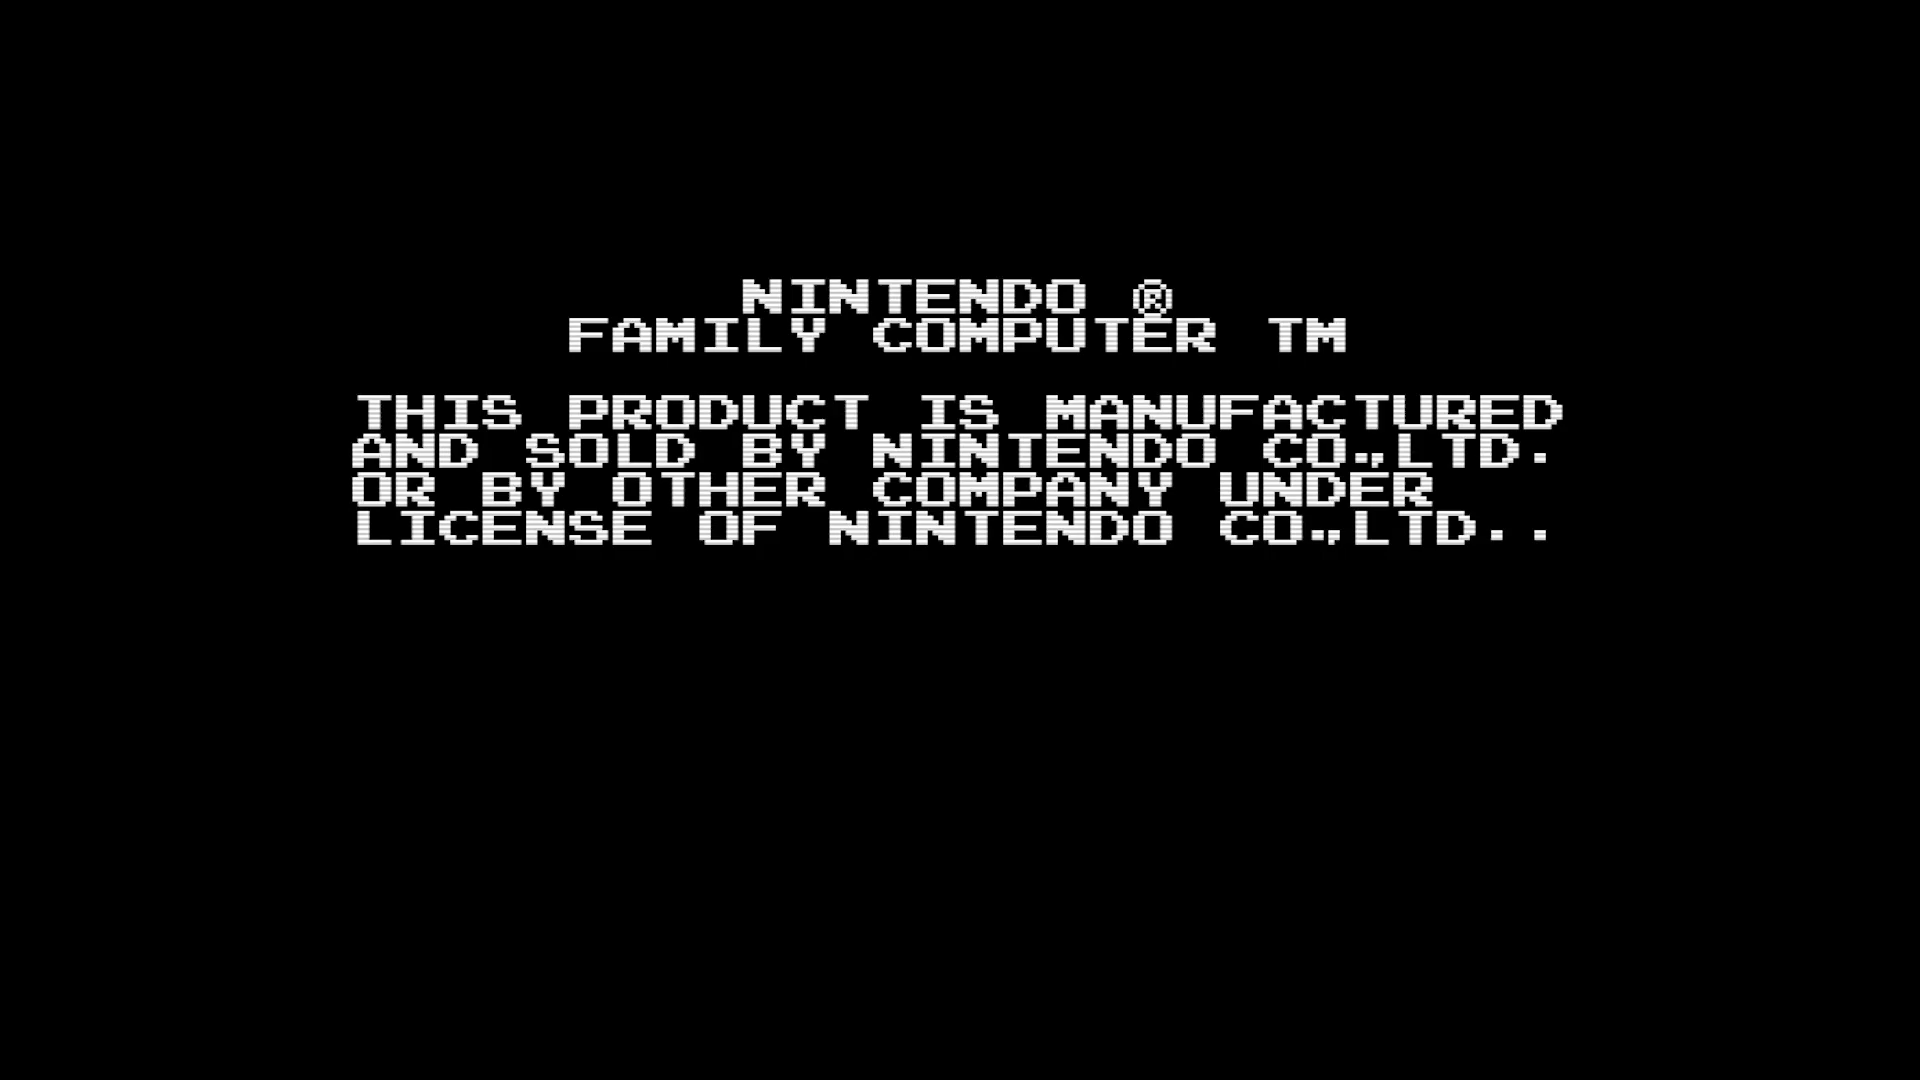 NINTENDO ®
FAMILY COMPUTER TM
THIS PRODUCT IS MANUFACTURED
AND SOLD BY NINTENDO CO.,LTD.
OR BY OTHER COMPANY UNDER
LICENSE OF NINTENDO CO.,LTD..